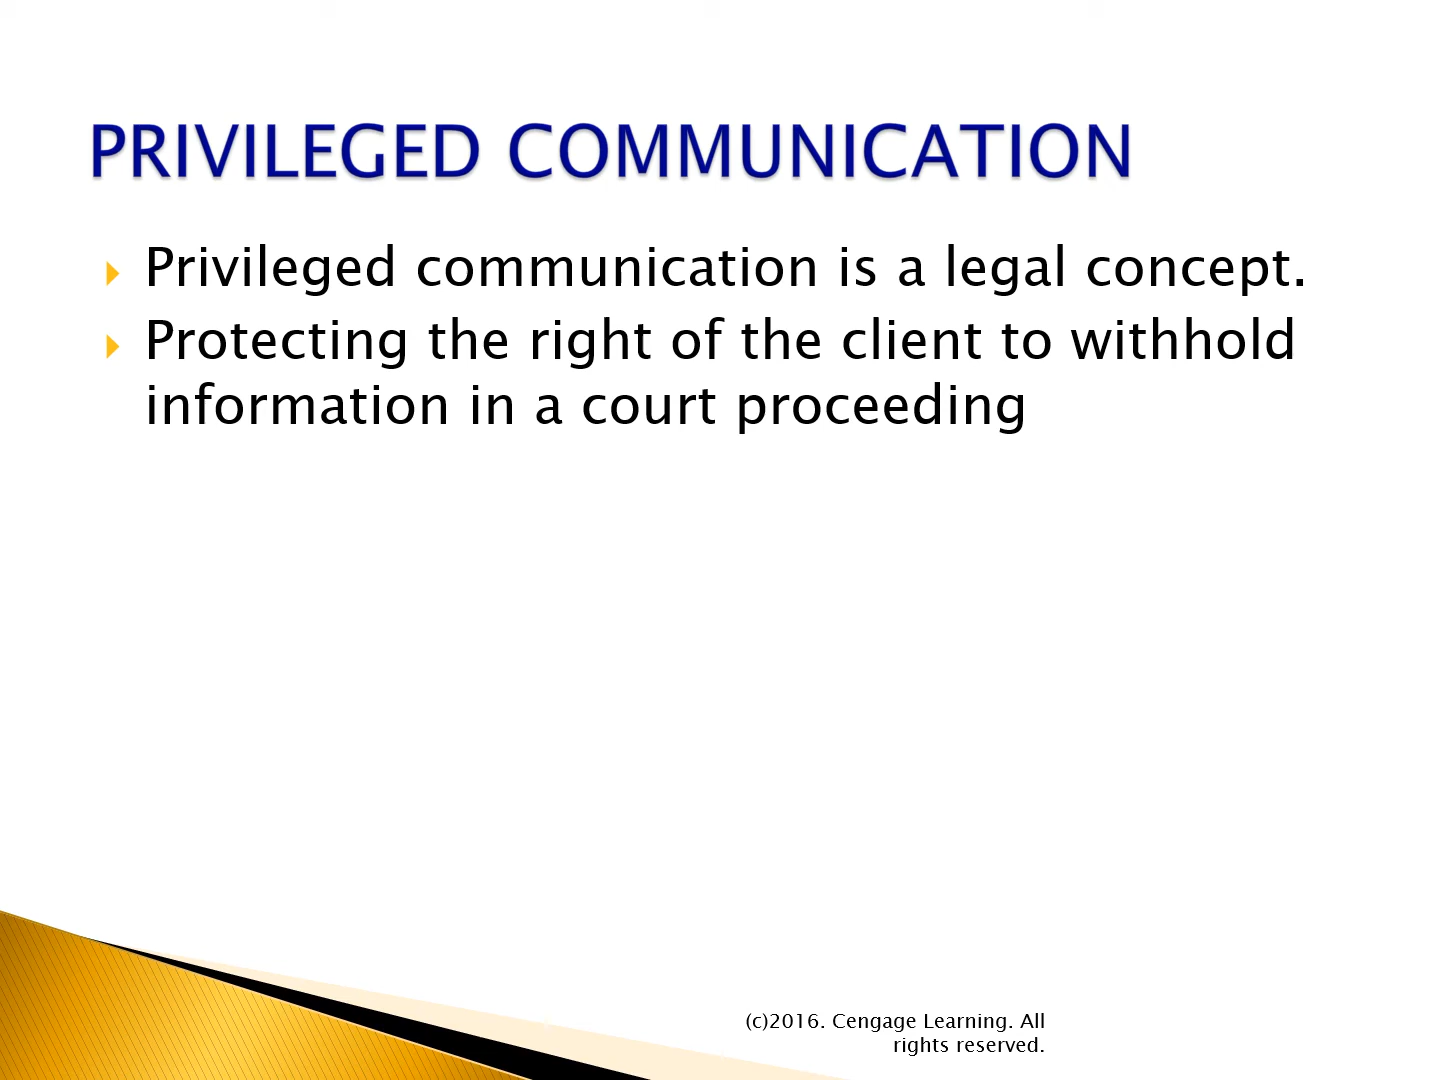 PRIVILEGED COMMUNICATION
Privileged communication is a legal concept.
Protecting the right of the client to withhold
information in a court proceeding
(c)2016. Cengage Learning. All
rights reserved.